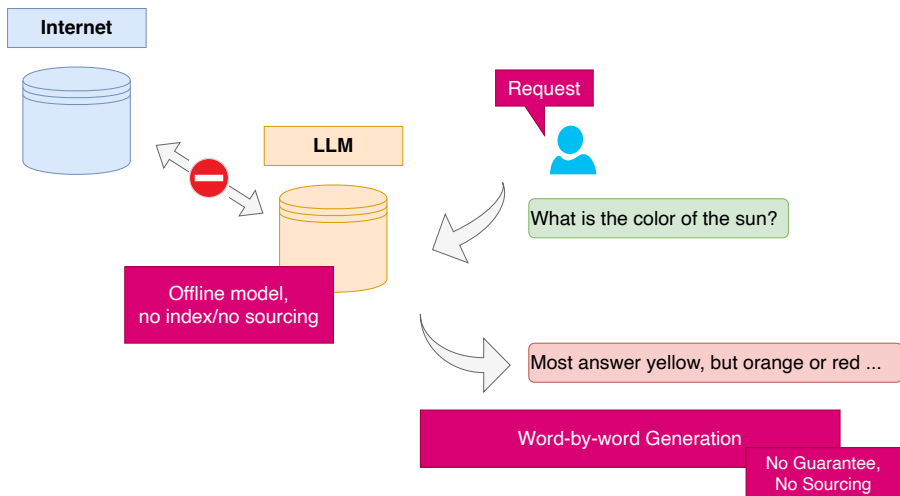 Internet
Request
LLM
What is the color of the sun?
Offline model,
no index/no sourcing
Most answer yellow, but orange or red ...
Word-by-word Generation
No Guarantee,
No Sourcing